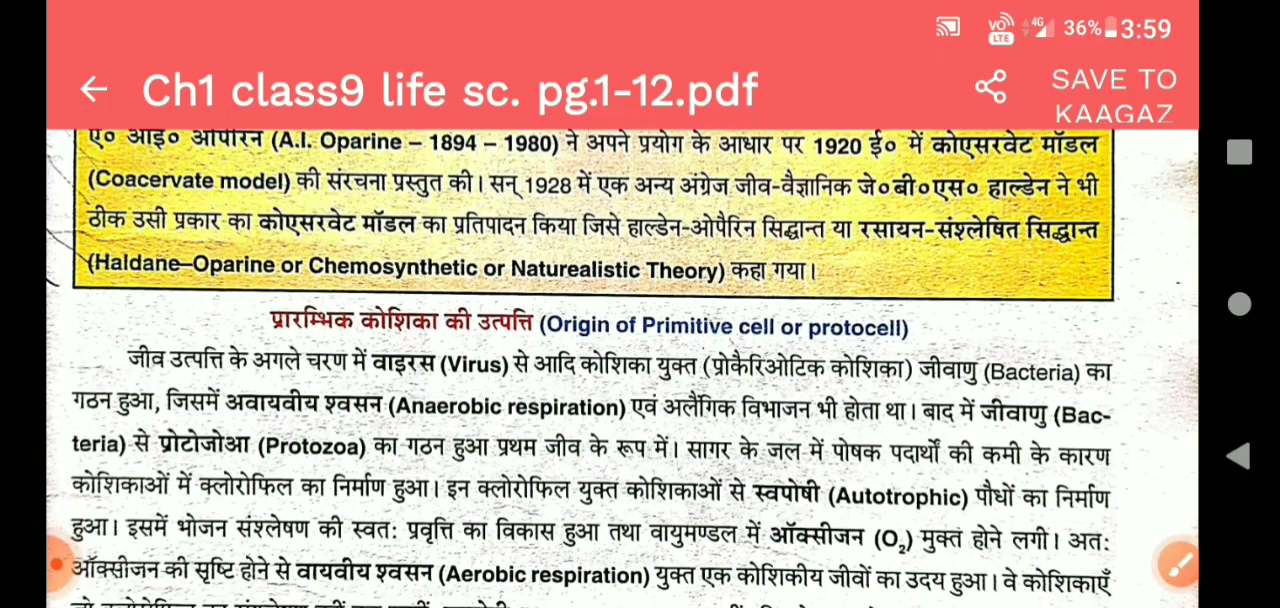 VO LTE 4G 36% 3:59
← Ch1 class9 life sc. pg.1-12.pdf SAVE TO KAAGAZ
ए० आई० ओपैरिन (A.I. Oparine – 1894 – 1980) ने अपने प्रयोग के आधार पर 1920 ई० में कोएसरवेट मॉडल
(Coacervate model) की संरचना प्रस्तुत की। सन् 1928 में एक अन्य अंग्रेज जीव-वैज्ञानिक जे०बी०एस० हाल्डेन ने भी
ठीक उसी प्रकार का कोएसरवेट मॉडल का प्रतिपादन किया जिसे हाल्डेन-ओपैरिन सिद्धान्त या रसायन-संश्लेषित सिद्धान्त
(Haldane–Oparine or Chemosynthetic or Naturealistic Theory) कहा गया।
प्रारम्भिक कोशिका की उत्पत्ति (Origin of Primitive cell or protocell)
जीव उत्पत्ति के अगले चरण में वाइरस (Virus) से आदि कोशिका युक्त (प्रोकैरिओटिक कोशिका) जीवाणु (Bacteria) का
गठन हुआ, जिसमें अवायवीय श्वसन (Anaerobic respiration) एवं अलैंगिक विभाजन भी होता था। बाद में जीवाणु (Bac-
teria) से प्रोटोजोआ (Protozoa) का गठन हुआ प्रथम जीव के रूप में। सागर के जल में पोषक पदार्थों की कमी के कारण
कोशिकाओं में क्लोरोफिल का निर्माण हुआ। इन क्लोरोफिल युक्त कोशिकाओं से स्वपोषी (Autotrophic) पौधों का निर्माण
हुआ। इसमें भोजन संश्लेषण की स्वतः प्रवृत्ति का विकास हुआ तथा वायुमण्डल में ऑक्सीजन (O₂) मुक्त होने लगी। अतः
ऑक्सीजन की सृष्टि होने से वायवीय श्वसन (Aerobic respiration) युक्त एक कोशिकीय जीवों का उदय हुआ। वे कोशिकाएँ